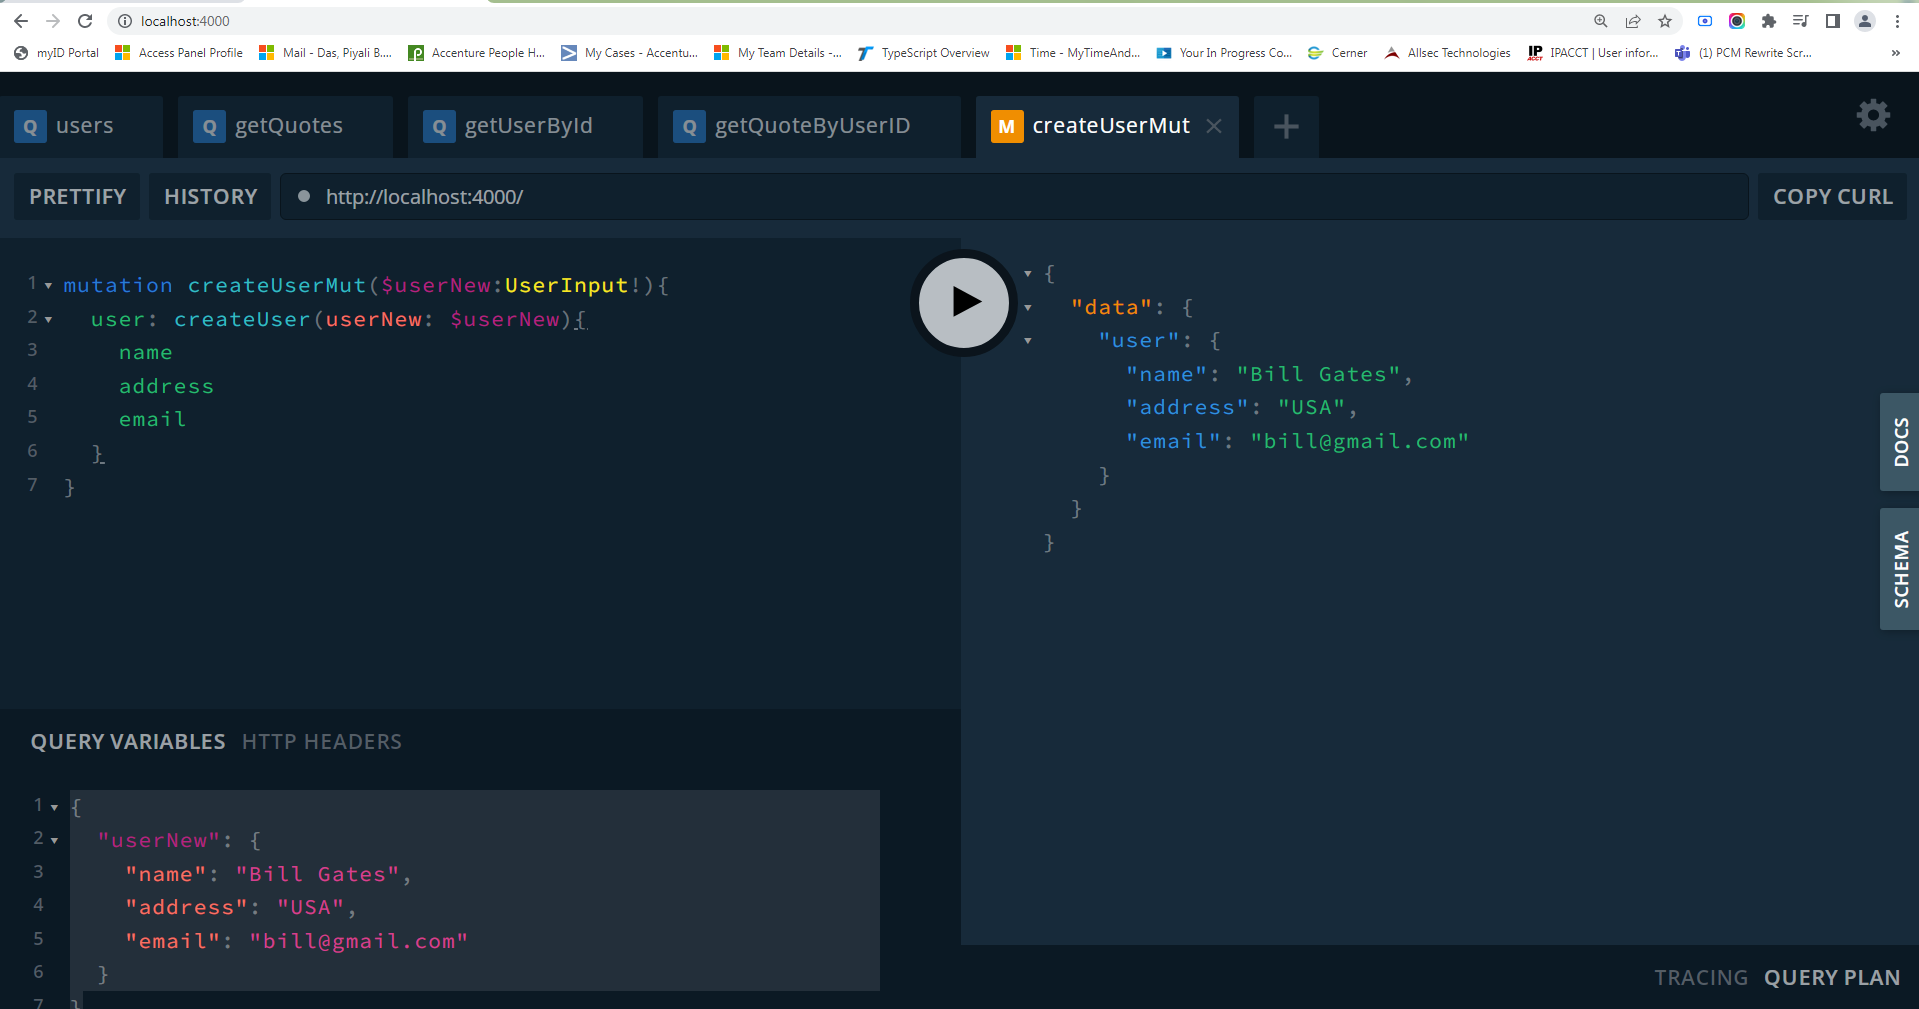 localhost:4000
myID Portal Access Panel Profile Mail - Das, Piyali B.... Accenture People H... My Cases - Accentu... My Team Details -... TypeScript Overview Time - MyTimeAnd... Your In Progress Co... Cerner Allsec Technologies IP ACCT IPACCT | User infor... (1) PCM Rewrite Scr... »
Q users Q getQuotes Q getUserById Q getQuoteByUserID M createUserMut
PRETTIFY HISTORY http://localhost:4000/ COPY CURL
1 mutation createUserMut($userNew:UserInput!){
2 user: createUser(userNew: $userNew){
3 name
4 address
5 email
6 }
7 }
{
"data": {
"user": {
"name": "Bill Gates",
"address": "USA",
"email": "bill@gmail.com"
}
}
}
DOCS
SCHEMA
QUERY VARIABLES HTTP HEADERS
1 {
2 "userNew": {
3 "name": "Bill Gates",
4 "address": "USA",
5 "email": "bill@gmail.com"
6 }
7 }
TRACING QUERY PLAN